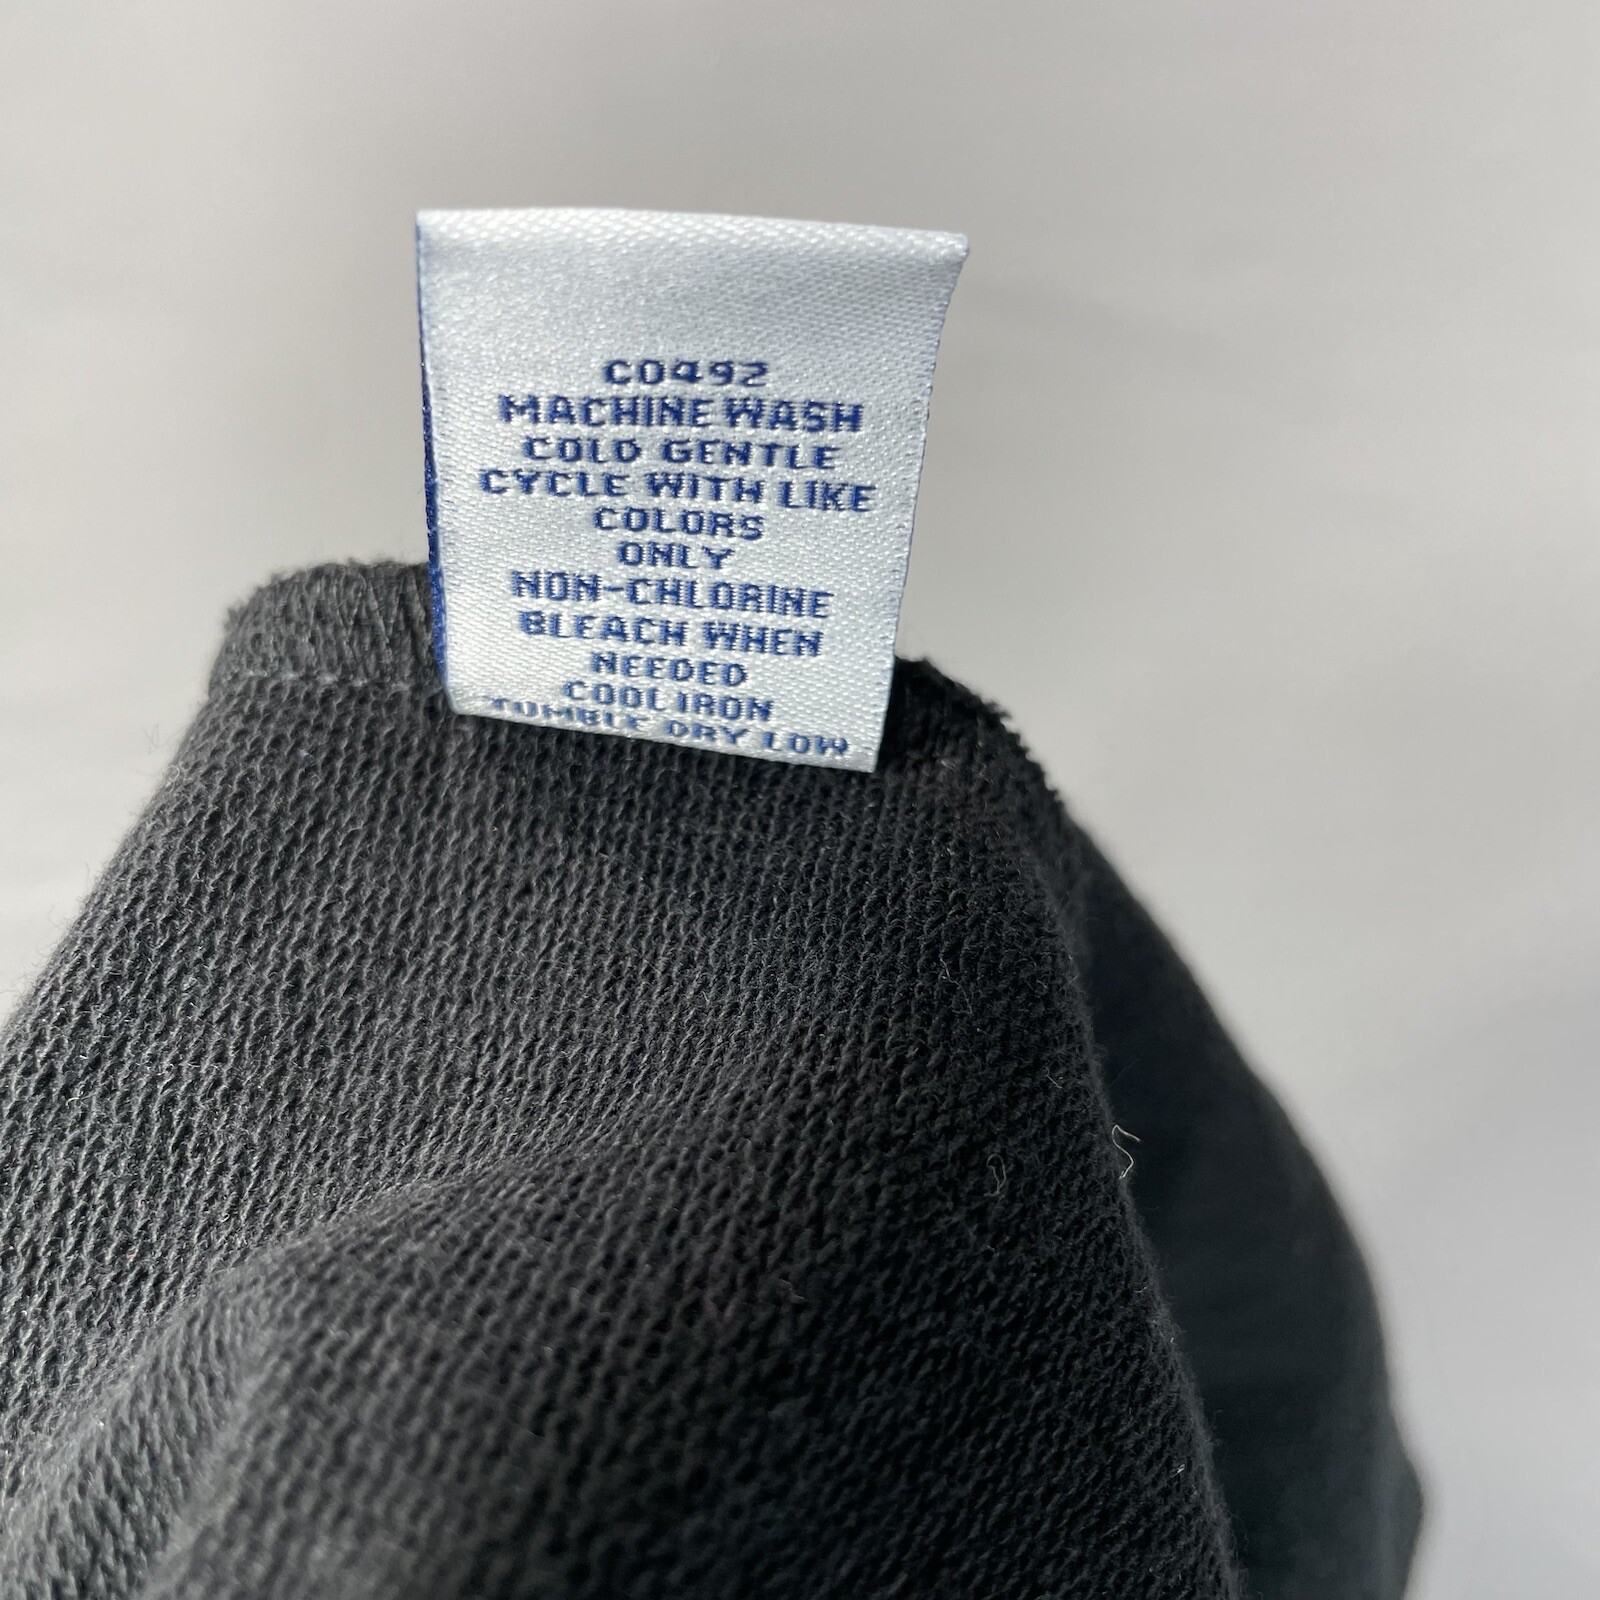 C0492
MACHINE WASH
COLD GENTLE
CYCLE WITH LIKE
COLORS
ONLY
NON-CHLORINE
BLEACH WHEN
NEEDED
COOL IRON
TUMBLE DRY LOW